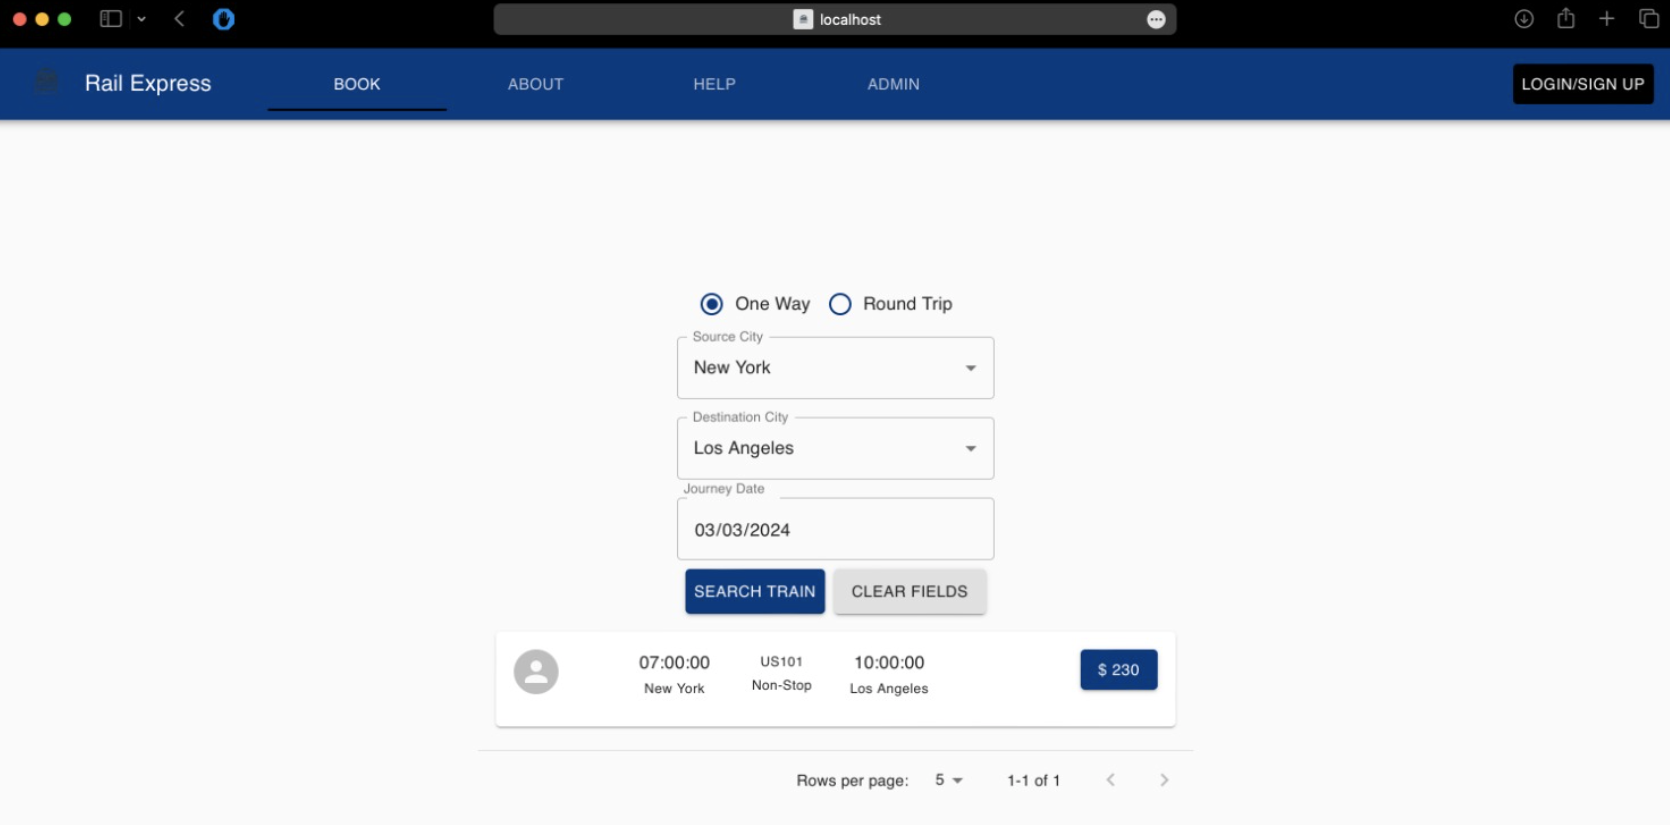 localhost
Rail Express BOOK ABOUT HELP ADMIN LOGIN/SIGN UP
One Way Round Trip
Source City
New York
Destination City
Los Angeles
Journey Date
03/03/2024
SEARCH TRAIN CLEAR FIELDS
07:00:00 US101 10:00:00 $ 230
New York Non-Stop Los Angeles
Rows per page: 5 1-1 of 1